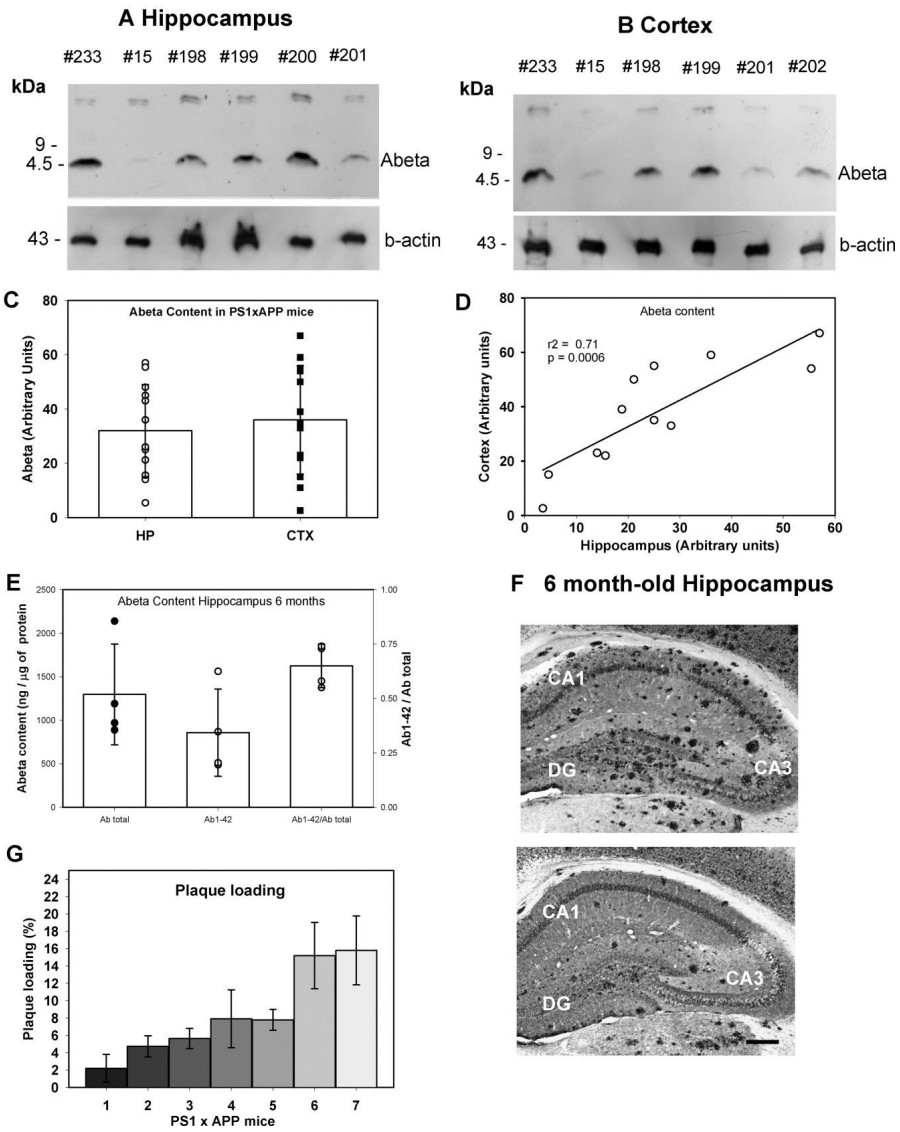 A Hippocampus
#233 #15 #198 #199 #200 #201
kDa
9 -
4.5 -
Abeta
43 -
b-actin
B Cortex
#233 #15 #198 #199 #201 #202
kDa
9 -
4.5 -
Abeta
43 -
b-actin
C
Abeta Content in PS1xAPP mice
Abeta (Arbitrary Units)
80
60
40
20
0
HP CTX
D
Abeta content
r2 = 0.71
p = 0.0006
Cortex (Arbitrary units)
80
60
40
20
0
0 10 20 30 40 50 60
Hippocampus (Arbitrary units)
E
Abeta Content Hippocampus 6 months
Abeta content (ng / µg of protein)
2500
2000
1500
1000
500
0
1.00
0.75
0.50
0.25
0.00
Ab1-42 / Ab total
Ab total Ab1-42 Ab1-42/Ab total
F 6 month-old Hippocampus
CA1
DG
CA3
CA1
DG
CA3
G
Plaque loading
Plaque loading (%)
24
22
20
18
16
14
12
10
8
6
4
2
0
1 2 3 4 5 6 7
PS1 x APP mice